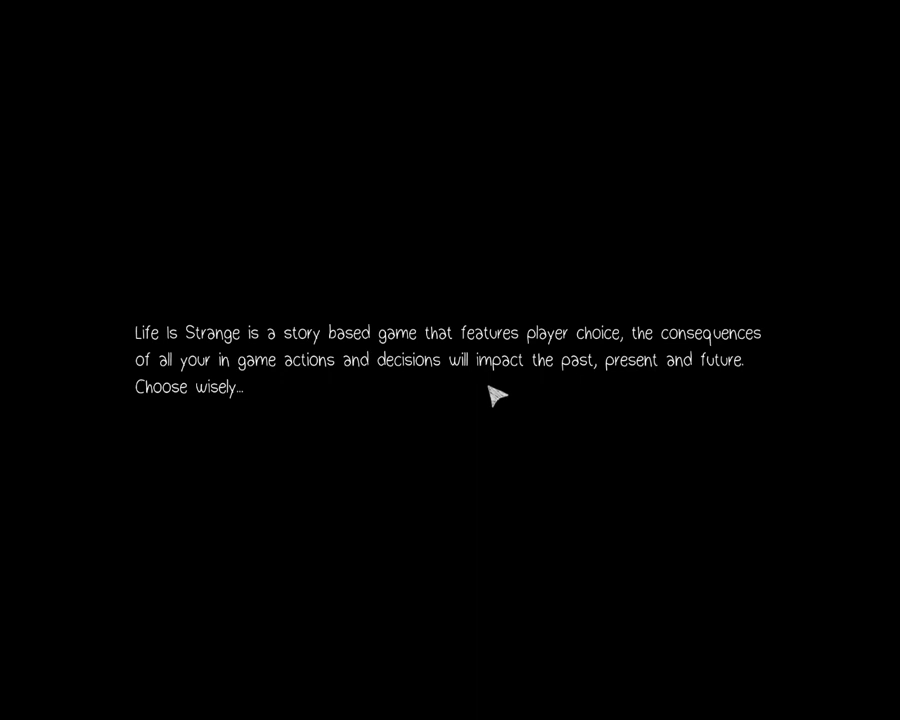 Life Is Strange is a story based game that features player choice, the consequences
of all your in game actions and decisions will impact the past, present and future.
Choose wisely...